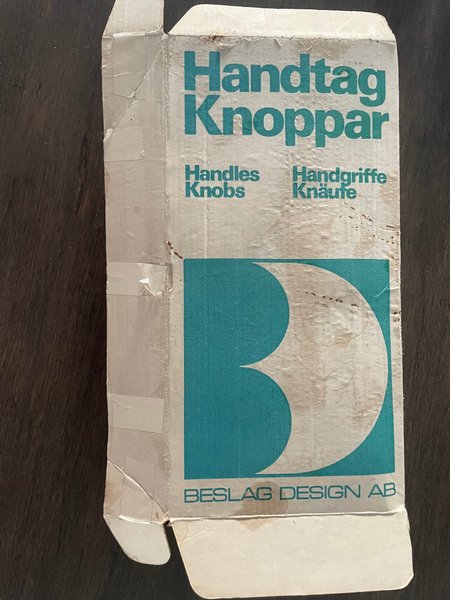 Handtag
Knoppar
Handles
Knobs
Handgriffe
Knäufe
BESLAG DESIGN AB